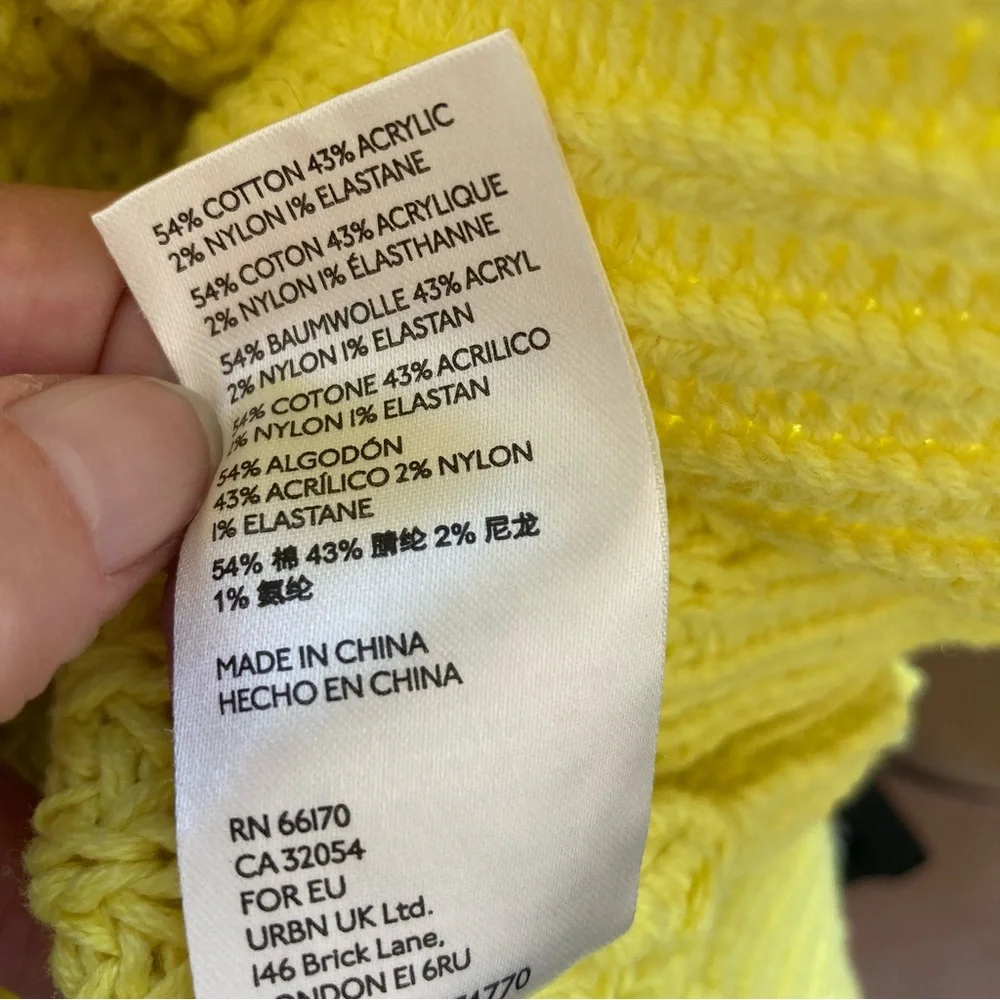 54% COTTON 43% ACRYLIC
2% NYLON 1% ELASTANE
54% COTON 43% ACRYLIQUE
2% NYLON 1% ÉLASTHANNE
54% BAUMWOLLE 43% ACRYL
2% NYLON 1% ELASTAN
54% COTONE 43% ACRILICO
2% NYLON 1% ELASTAN
54% ALGODÓN
43% ACRÍLICO 2% NYLON
1% ELASTANE
54% 棉 43% 腈纶 2% 尼龙
1% 氨纶
MADE IN CHINA
HECHO EN CHINA
RN 66170
CA 32054
FOR EU
URBN UK Ltd.
146 Brick Lane,
LONDON E1 6RU